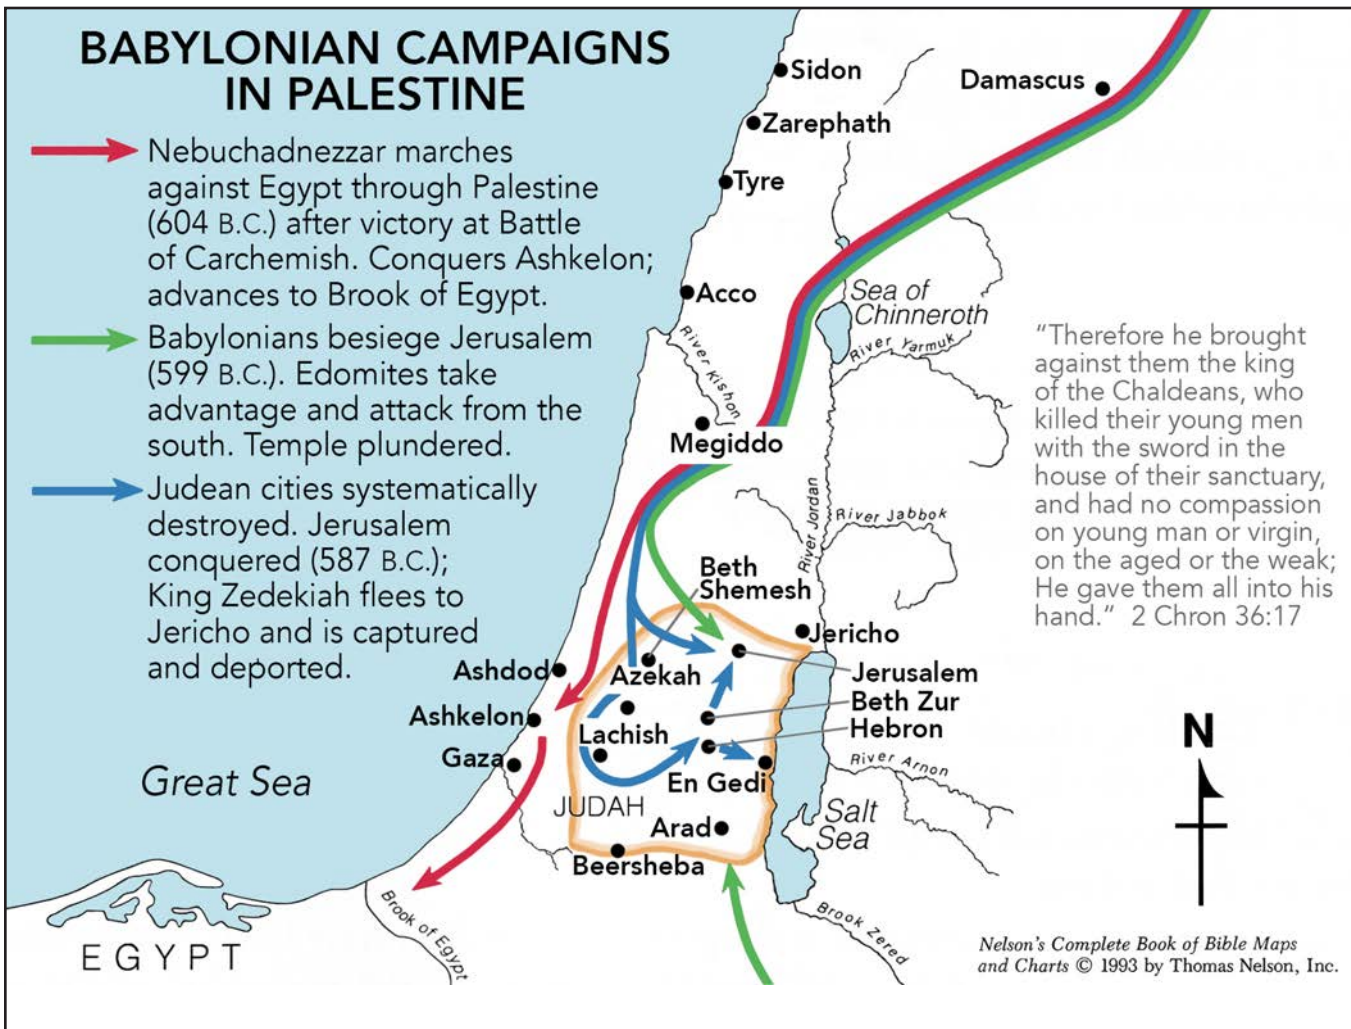 BABYLONIAN CAMPAIGNS
IN PALESTINE
Nebuchadnezzar marches
against Egypt through Palestine
(604 B.C.) after victory at Battle
of Carchemish. Conquers Ashkelon;
advances to Brook of Egypt.
Babylonians besiege Jerusalem
(599 B.C.). Edomites take
advantage and attack from the
south. Temple plundered.
Judean cities systematically
destroyed. Jerusalem
conquered (587 B.C.);
King Zedekiah flees to
Jericho and is captured
and deported.
Sidon
Damascus
Zarephath
Tyre
Acco
Sea of
Chinneroth
River Yarmuk
River Kishon
Megiddo
River Jordan
River Jabbok
"Therefore he brought
against them the king
of the Chaldeans, who
killed their young men
with the sword in the
house of their sanctuary,
and had no compassion
on young man or virgin,
on the aged or the weak;
He gave them all into his
hand." 2 Chron 36:17
Beth
Shemesh
Jericho
Ashdod
Azekah
Jerusalem
Beth Zur
Hebron
Ashkelon
Lachish
Gaza
En Gedi
River Arnon
Great Sea
JUDAH
Arad
Salt
Sea
Beersheba
N
Brook of Egypt
Brook Zered
EGYPT
Nelson's Complete Book of Bible Maps
and Charts © 1993 by Thomas Nelson, Inc.